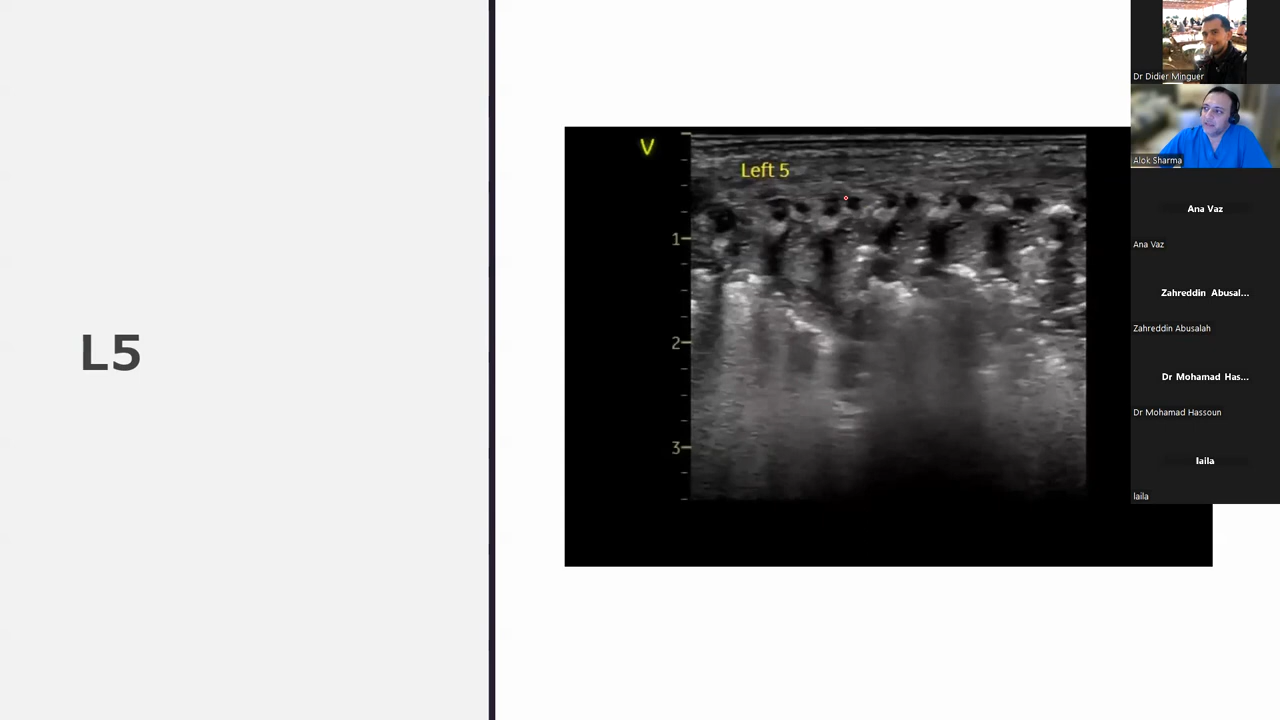 L5
V
Left 5
1
2
3
Dr Didier Minguer
Alok Sharma
Ana Vaz
Ana Vaz
Zahreddin Abusal...
Zahreddin Abusalah
Dr Mohamad Has...
Dr Mohamad Hassoun
laila
laila